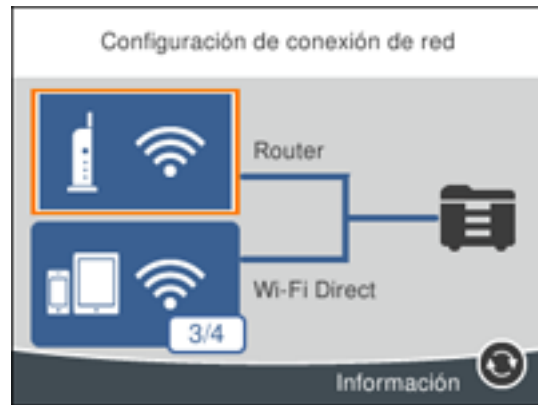 Configuración de conexión de red
Router
Wi-Fi Direct
3/4
Información